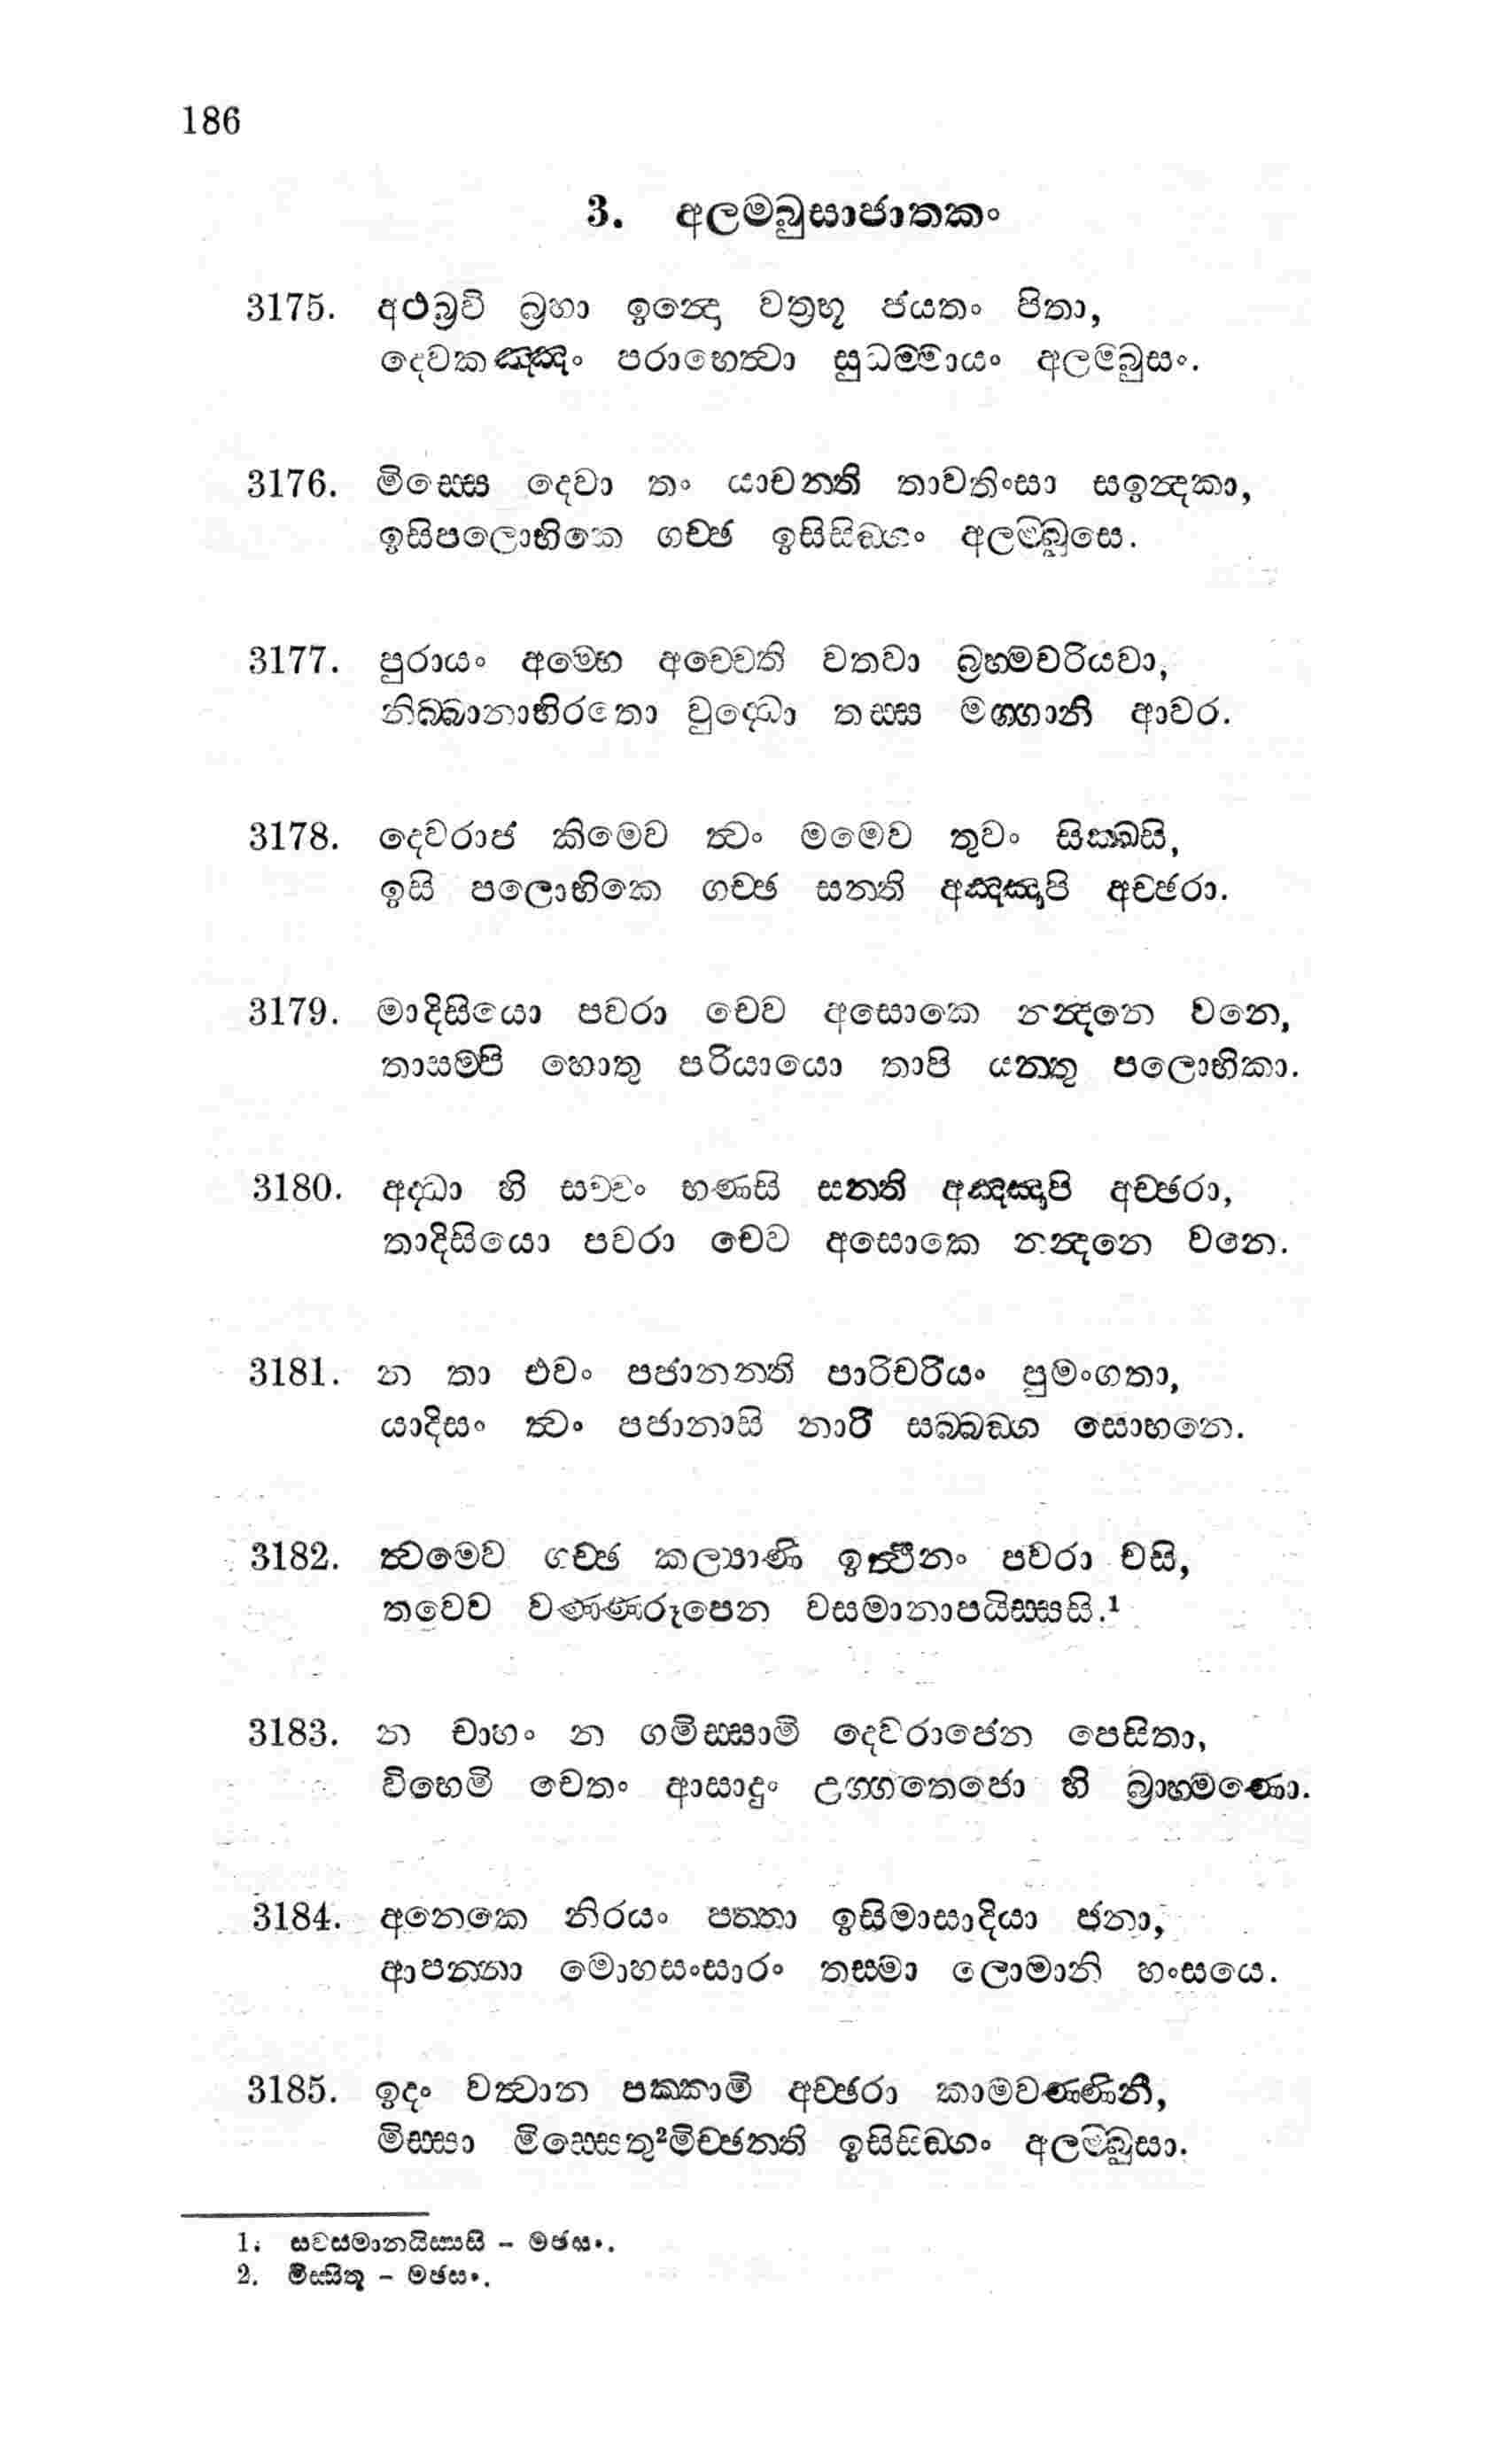 186
3. අලමබුසාජාතකං
3175. අථබ්‍රවි බ්‍රහා ඉන්‍දො වත්‍රභූ ජයතං පිතා,
දෙවකඤ්ඤං පරාභෙත්‍වා සුධම්මායං අලම්බුසං.
3176. මිස්සෙ දෙවා තං යාචන්ති තාවතිංසා සඉන්‍දකා,
ඉසිපලොභිකෙ ගච්ඡ ඉසිසිඞ්ගං අලම්බුසෙ.
3177. පුරායං අම්හෙ අච්චෙති වතවා බ්‍රහ්මචරියවා,
නිබ්බානාභිරතො වුද්ධො තස්ස මග්ගානි ආවර.
3178. දෙවරාජ කිමෙව ත්‍වං මමෙව තුවං සික්ඛසි,
ඉසි පලොභිකෙ ගච්ඡ සන්ති අඤ්ඤාපි අච්ඡරා.
3179. මාදිසියො පවරා චෙව අසොකෙ නන්‍දනෙ වනෙ,
තාසම්පි හොතු පරියායො තාපි යන්තු පලොභිකා.
3180. අද්ධා හි සච්චං භණසි සන්ති අඤ්ඤාපි අච්ඡරා,
තාදිසියො පවරා චෙව අසොකෙ නන්‍දනෙ වනෙ.
3181. න තා එවං පජානන්ති පාරිචරියං පුමංගතා,
යාදිසං ත්‍වං පජානාසි නාරි සබ්බඞ්ග සොභනෙ.
3182. ත්‍වමෙව ගච්ඡ කල්‍යාණි ඉත්‍ථීනං පවරා චසි,
තවෙව වණ්ණරූපෙන වසමානාපයිස්සසි.¹
3183. න චාහං න ගමිස්සාමි දෙවරාජෙන පෙසිතා,
විභෙමි චෙතං ආසාදුං උග්ගතෙජො හි බ්‍රාහ්මණො.
3184. අනෙකෙ නිරයං පත්තා ඉසිමාසාදියා ජනා,
ආපන්නා මොහසංසාරං තස්මා ලොමානි හංසයෙ.
3185. ඉදං වත්‍වාන පක්කාමි අච්ඡරා කාමවණ්ණිනී,
මිස්සා මිස්සෙතු²මිච්ඡන්ති ඉසිසිඞ්ගං අලම්බුසා.
1. සවසමානයිස්සසි – මඡසං.
2. මිස්සිතූ – මඡසං.